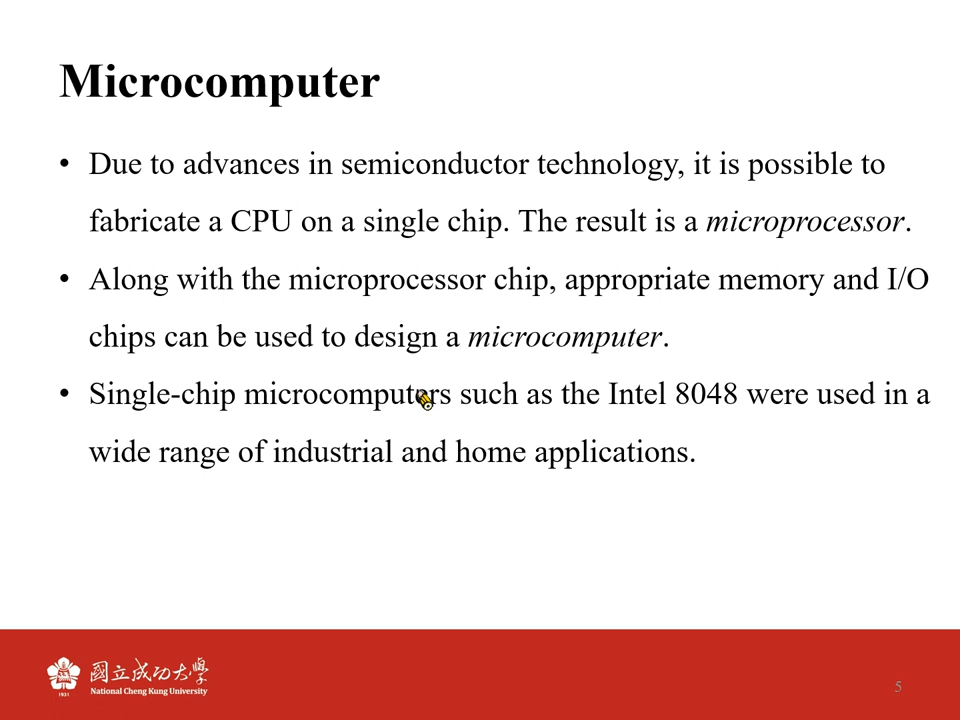 Microcomputer
• Due to advances in semiconductor technology, it is possible to
fabricate a CPU on a single chip. The result is a microprocessor.
• Along with the microprocessor chip, appropriate memory and I/O
chips can be used to design a microcomputer.
• Single-chip microcomputers such as the Intel 8048 were used in a
wide range of industrial and home applications.
國立成功大學
National Cheng Kung University
1931
5